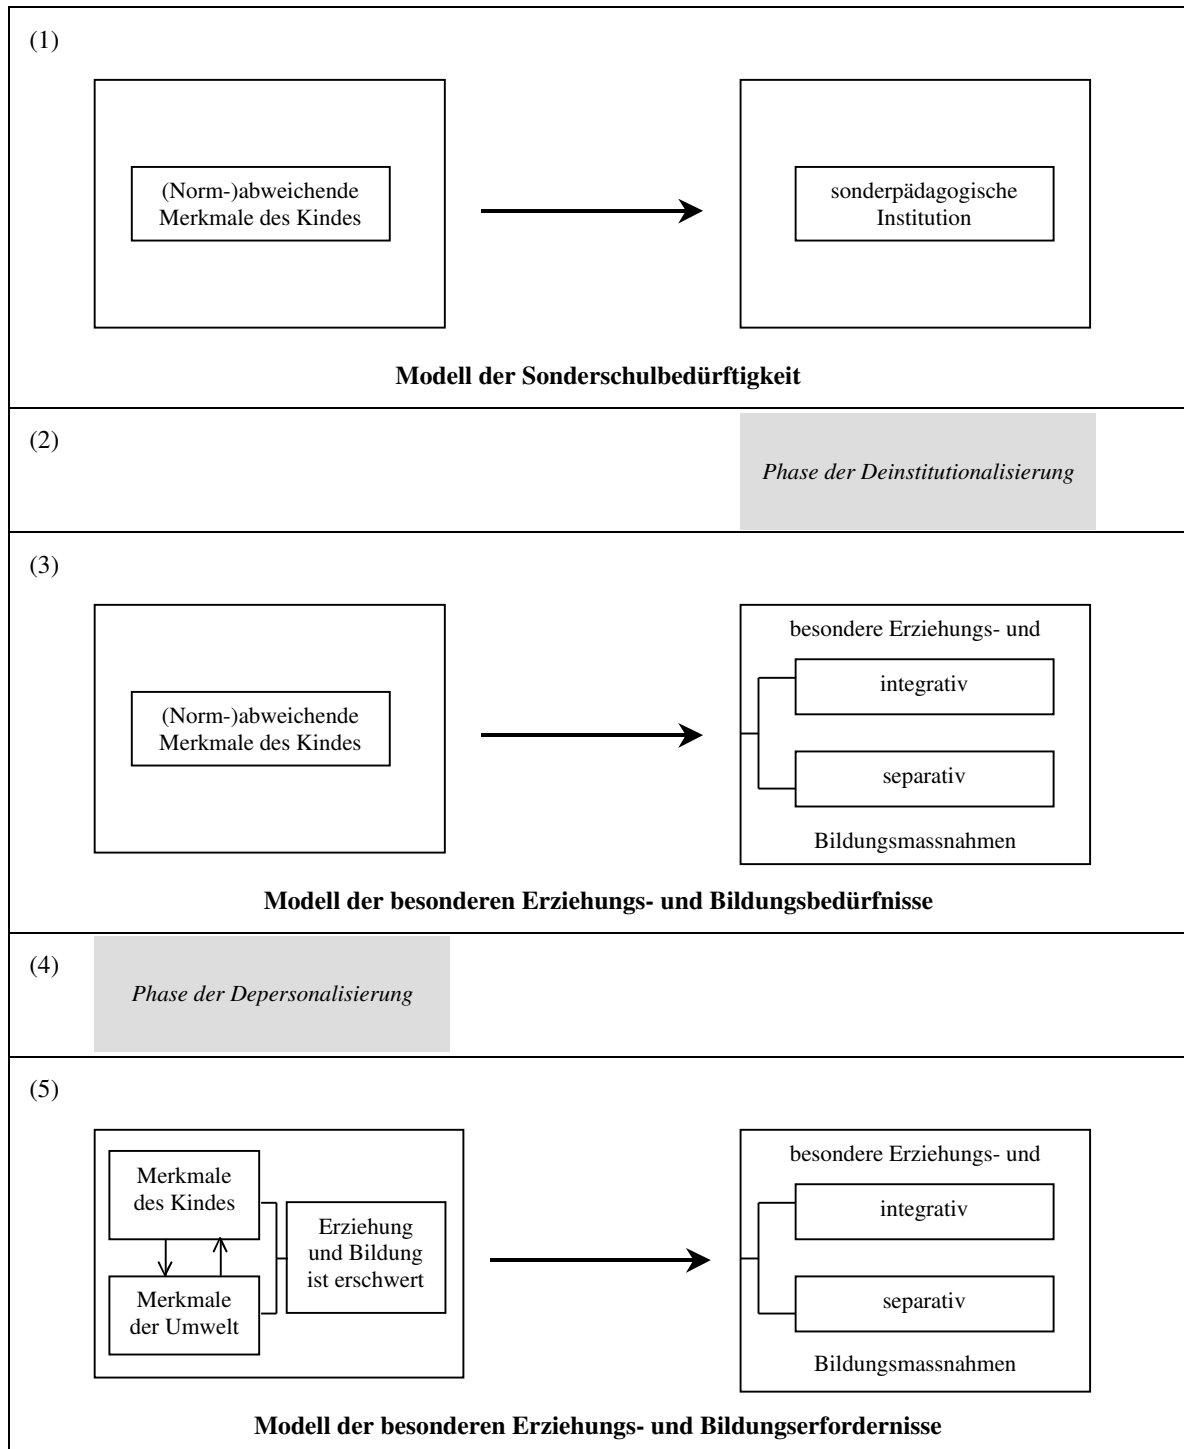 (1)
(Norm-)abweichende
Merkmale des Kindes
sonderpädagogische
Institution
Modell der Sonderschulbedürftigkeit
(2)
Phase der Deinstitutionalisierung
(3)
(Norm-)abweichende
Merkmale des Kindes
besondere Erziehungs- und
integrativ
separativ
Bildungsmassnahmen
Modell der besonderen Erziehungs- und Bildungsbedürfnisse
(4)
Phase der Depersonalisierung
(5)
Merkmale
des Kindes
Merkmale
der Umwelt
Erziehung
und Bildung
ist erschwert
besondere Erziehungs- und
integrativ
separativ
Bildungsmassnahmen
Modell der besonderen Erziehungs- und Bildungserfordernisse